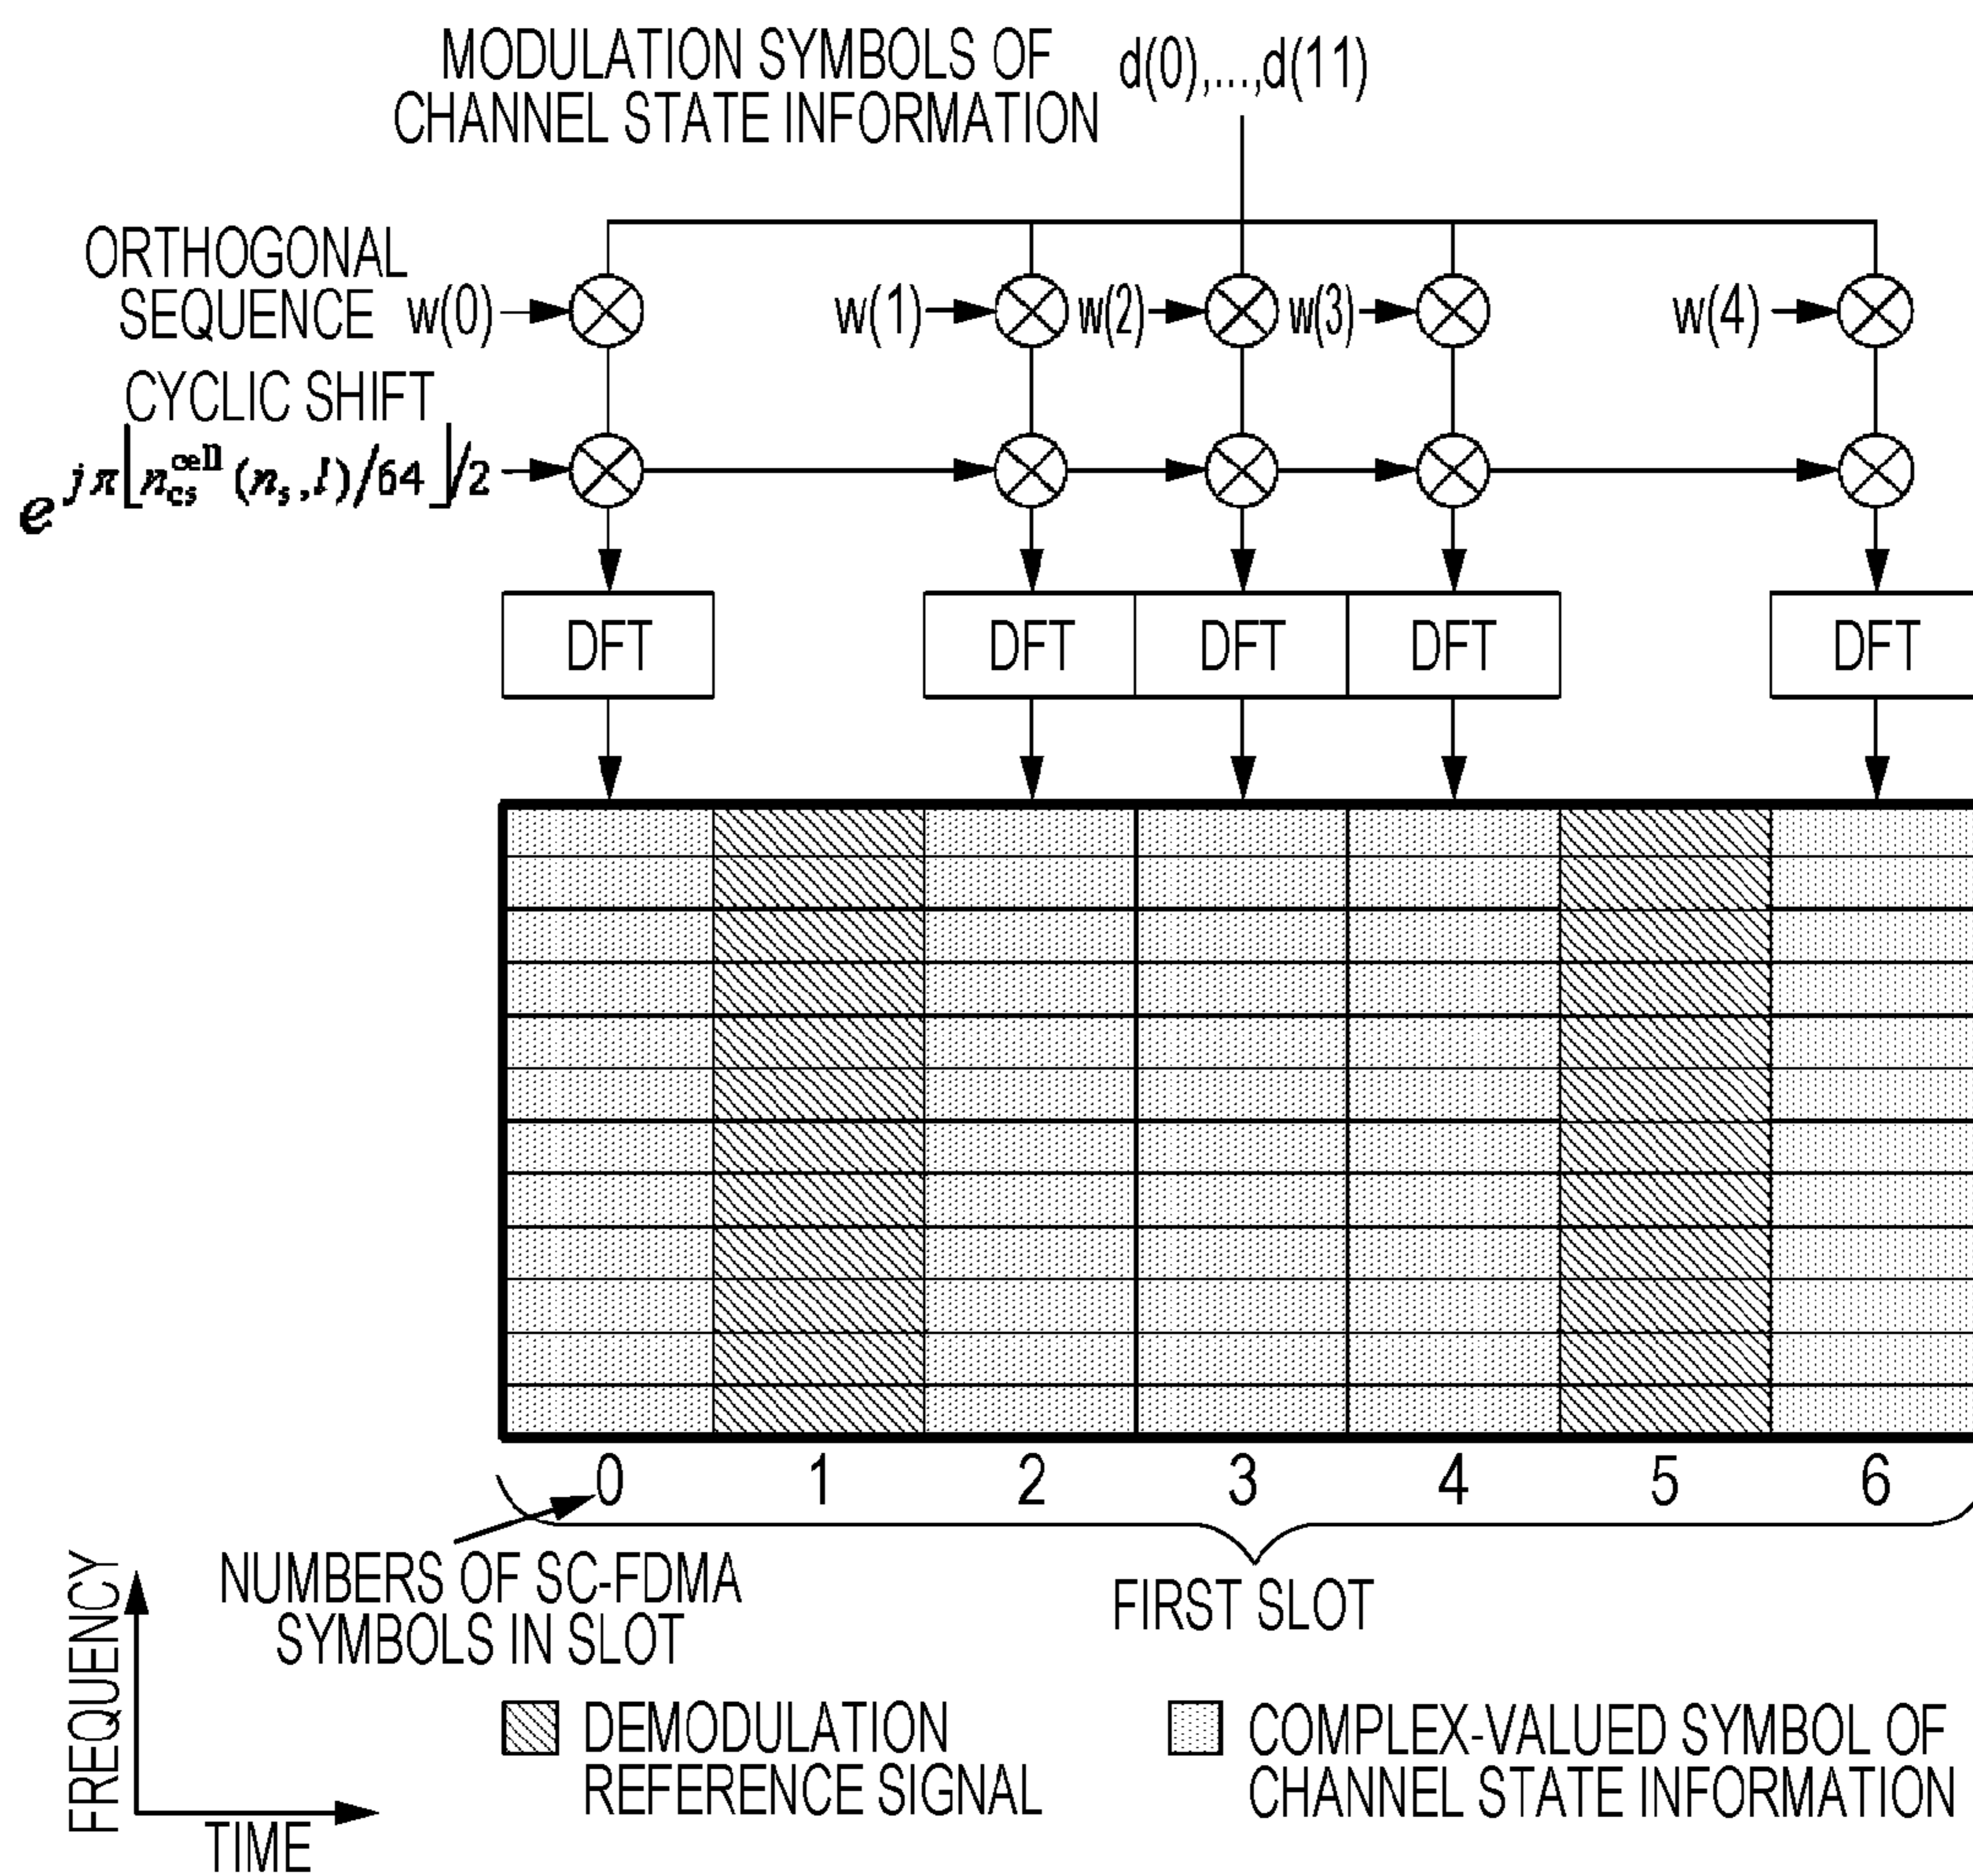 MODULATION SYMBOLS OF
CHANNEL STATE INFORMATION
d(0),...,d(11)
ORTHOGONAL
SEQUENCE
w(0)
w(1)
w(2)
w(3)
w(4)
CYCLIC SHIFT
e^{jπ⌊n_{cs}^{cell}(n_s,l)/64⌋/2}
DFT
DFT
DFT
DFT
DFT
0 1 2 3 4 5 6
NUMBERS OF SC-FDMA
SYMBOLS IN SLOT
FIRST SLOT
FREQUENCY
TIME
DEMODULATION
REFERENCE SIGNAL
COMPLEX-VALUED SYMBOL OF
CHANNEL STATE INFORMATION